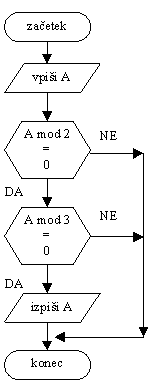 začetek
vpiši A
A mod 2
=
0
NE
DA
A mod 3
=
0
NE
DA
izpiši A
konec